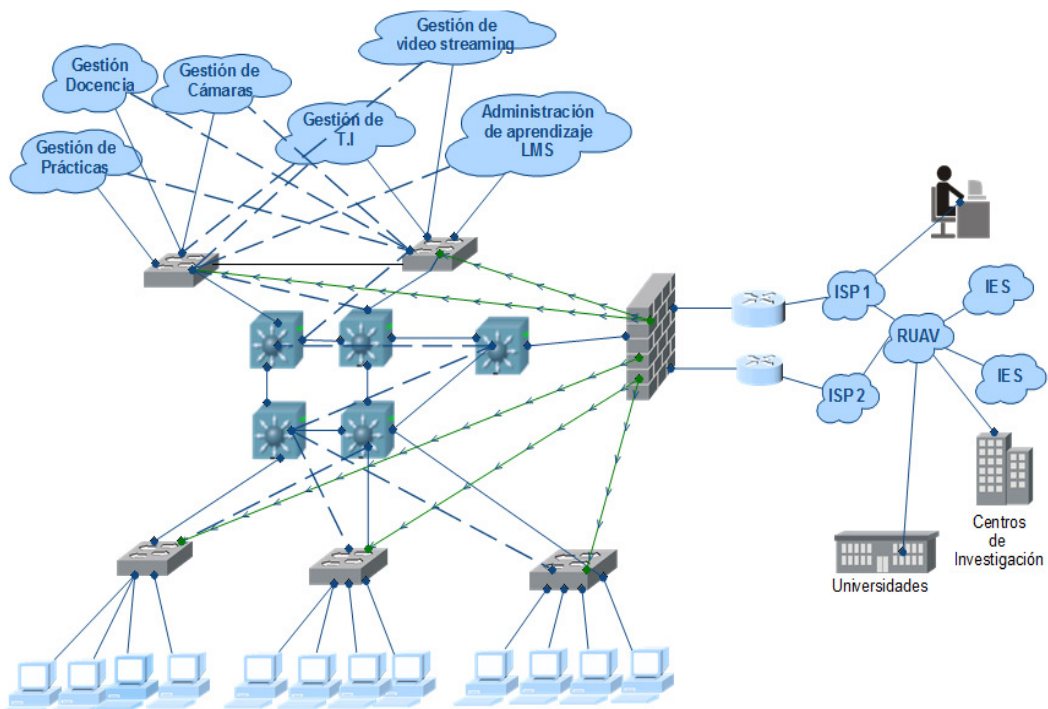 Gestión de
video streaming
Gestión
Docencia
Gestión de
Cámaras
Gestión de
T.I
Administración
de aprendizaje
LMS
Gestión de
Prácticas
ISP 1
IES
RUAV
IES
ISP 2
Centros
de
Investigación
Universidades